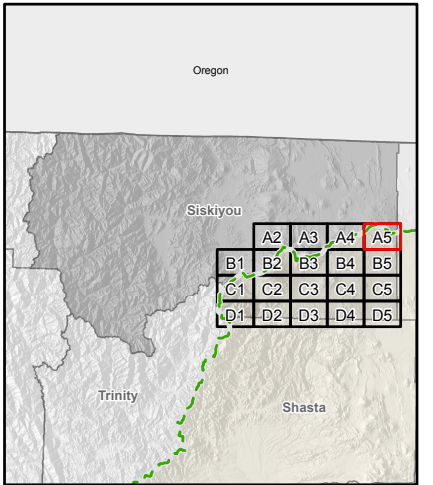 Oregon
Siskiyou
A2 A3 A4 A5
B1 B2 B3 B4 B5
C1 C2 C3 C4 C5
D1 D2 D3 D4 D5
Trinity
Shasta